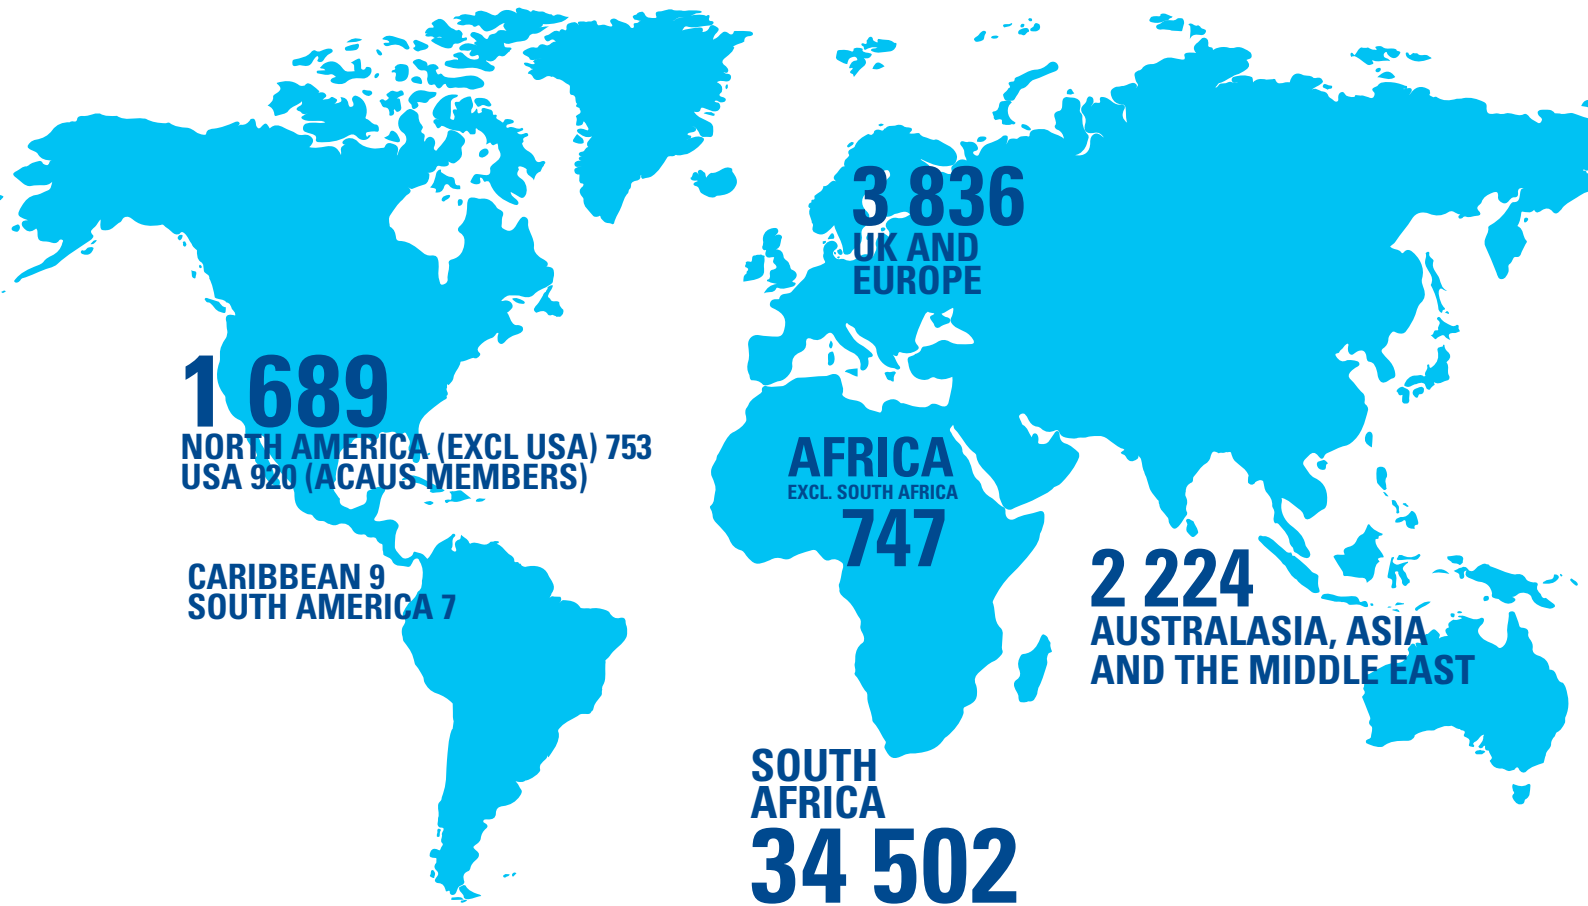 3 836
UK AND
EUROPE
1 689
NORTH AMERICA (EXCL USA) 753
USA 920 (ACAUS MEMBERS)
CARIBBEAN 9
SOUTH AMERICA 7
AFRICA
EXCL. SOUTH AFRICA
747
2 224
AUSTRALASIA, ASIA
AND THE MIDDLE EAST
SOUTH
AFRICA
34 502